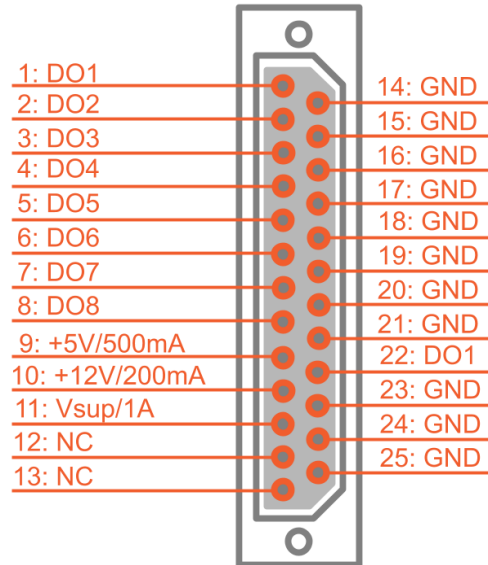 1: DO1
2: DO2
3: DO3
4: DO4
5: DO5
6: DO6
7: DO7
8: DO8
9: +5V/500mA
10: +12V/200mA
11: Vsup/1A
12: NC
13: NC
14: GND
15: GND
16: GND
17: GND
18: GND
19: GND
20: GND
21: GND
22: DO1
23: GND
24: GND
25: GND